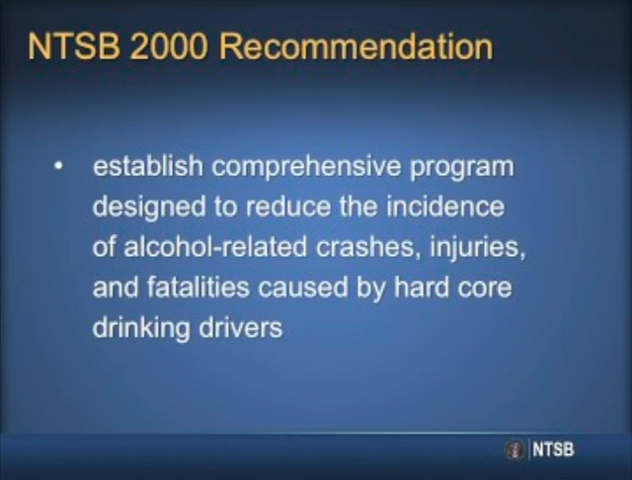 NTSB 2000 Recommendation
• establish comprehensive program
designed to reduce the incidence
of alcohol-related crashes, injuries,
and fatalities caused by hard core
drinking drivers
NTSB